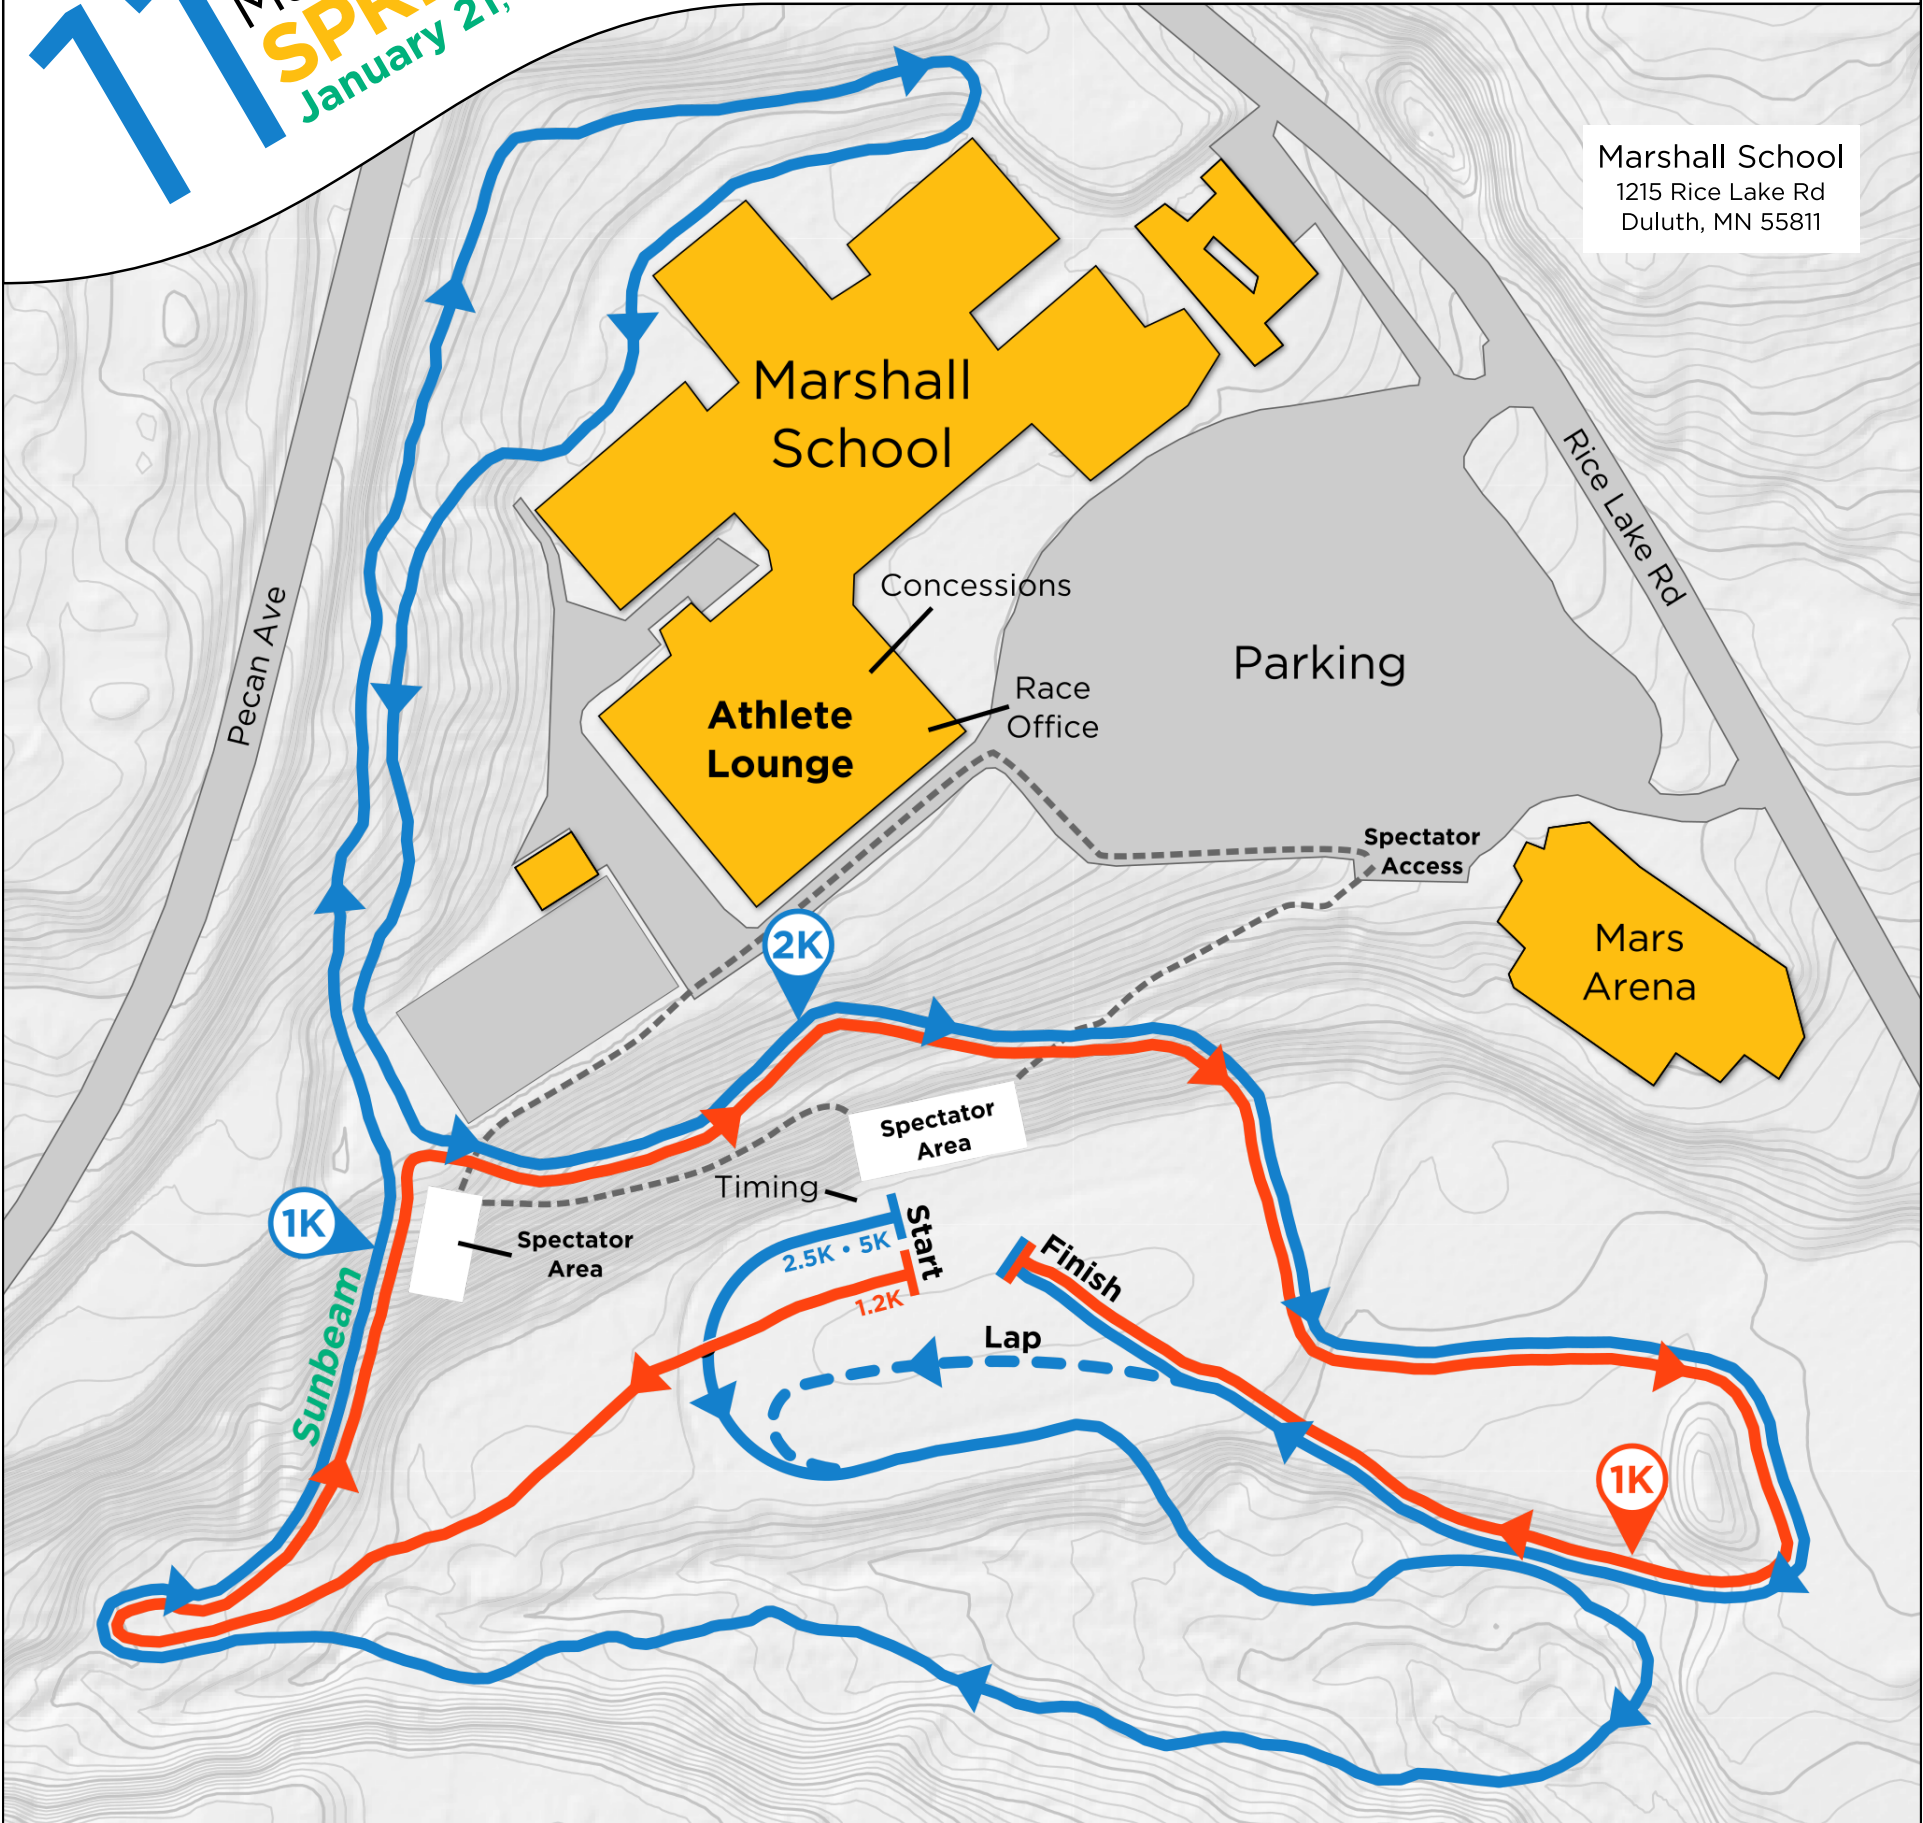 11
January 21,
Marshall School
1215 Rice Lake Rd
Duluth, MN 55811
Marshall
School
Rice Lake Rd
Concessions
Pecan Ave
Parking
Race
Office
Athlete
Lounge
Spectator
Access
Mars
Arena
2K
Spectator
Area
Timing
1K
Start
Spectator
Area
2.5K • 5K
Finish
1.2K
Sunbeam
Lap
1K